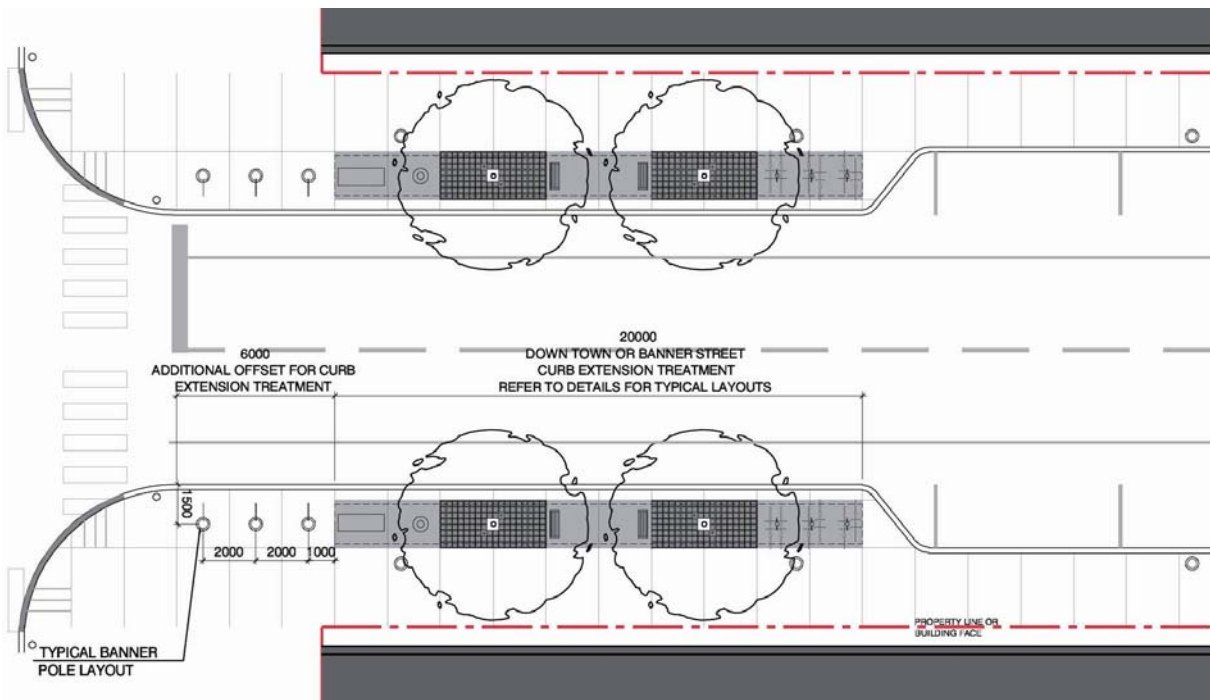 20000
6000
DOWN TOWN OR BANNER STREET
ADDITIONAL OFFSET FOR CURB
CURB EXTENSION TREATMENT
EXTENSION TREATMENT
REFER TO DETAILS FOR TYPICAL LAYOUTS
1500
2000
2000
1000
PROPERTY LINE OR
BUILDING FACE
TYPICAL BANNER
POLE LAYOUT